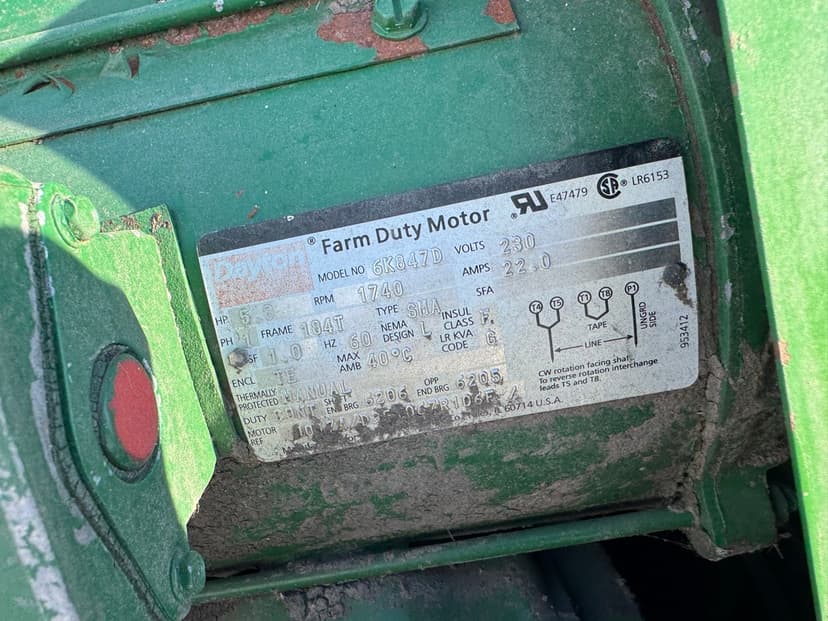 Dayton® Farm Duty Motor RU® E47479 SA® LR6153
MODEL NO 6K847D VOLTS 230
HP 5.0 RPM 1740 AMPS 22.0
PH 1 FRAME 184T TYPE SHA SFA
SF 1.0 HZ 60 NEMA DESIGN L INSUL CLASS F
ENCL TE MAX AMB 40°C LR KVA CODE G
THERMALLY PROTECTED MANUAL
DUTY CONT SHAFT END BRG 6206 OPP END BRG 6205
MOTOR REF
60714 U.S.A.
T4 T5 T1 T8 P1
TAPE
LINE
UNGRD SIDE
CW rotation facing shaft.
To reverse rotation interchange
leads T5 and T8.
953412